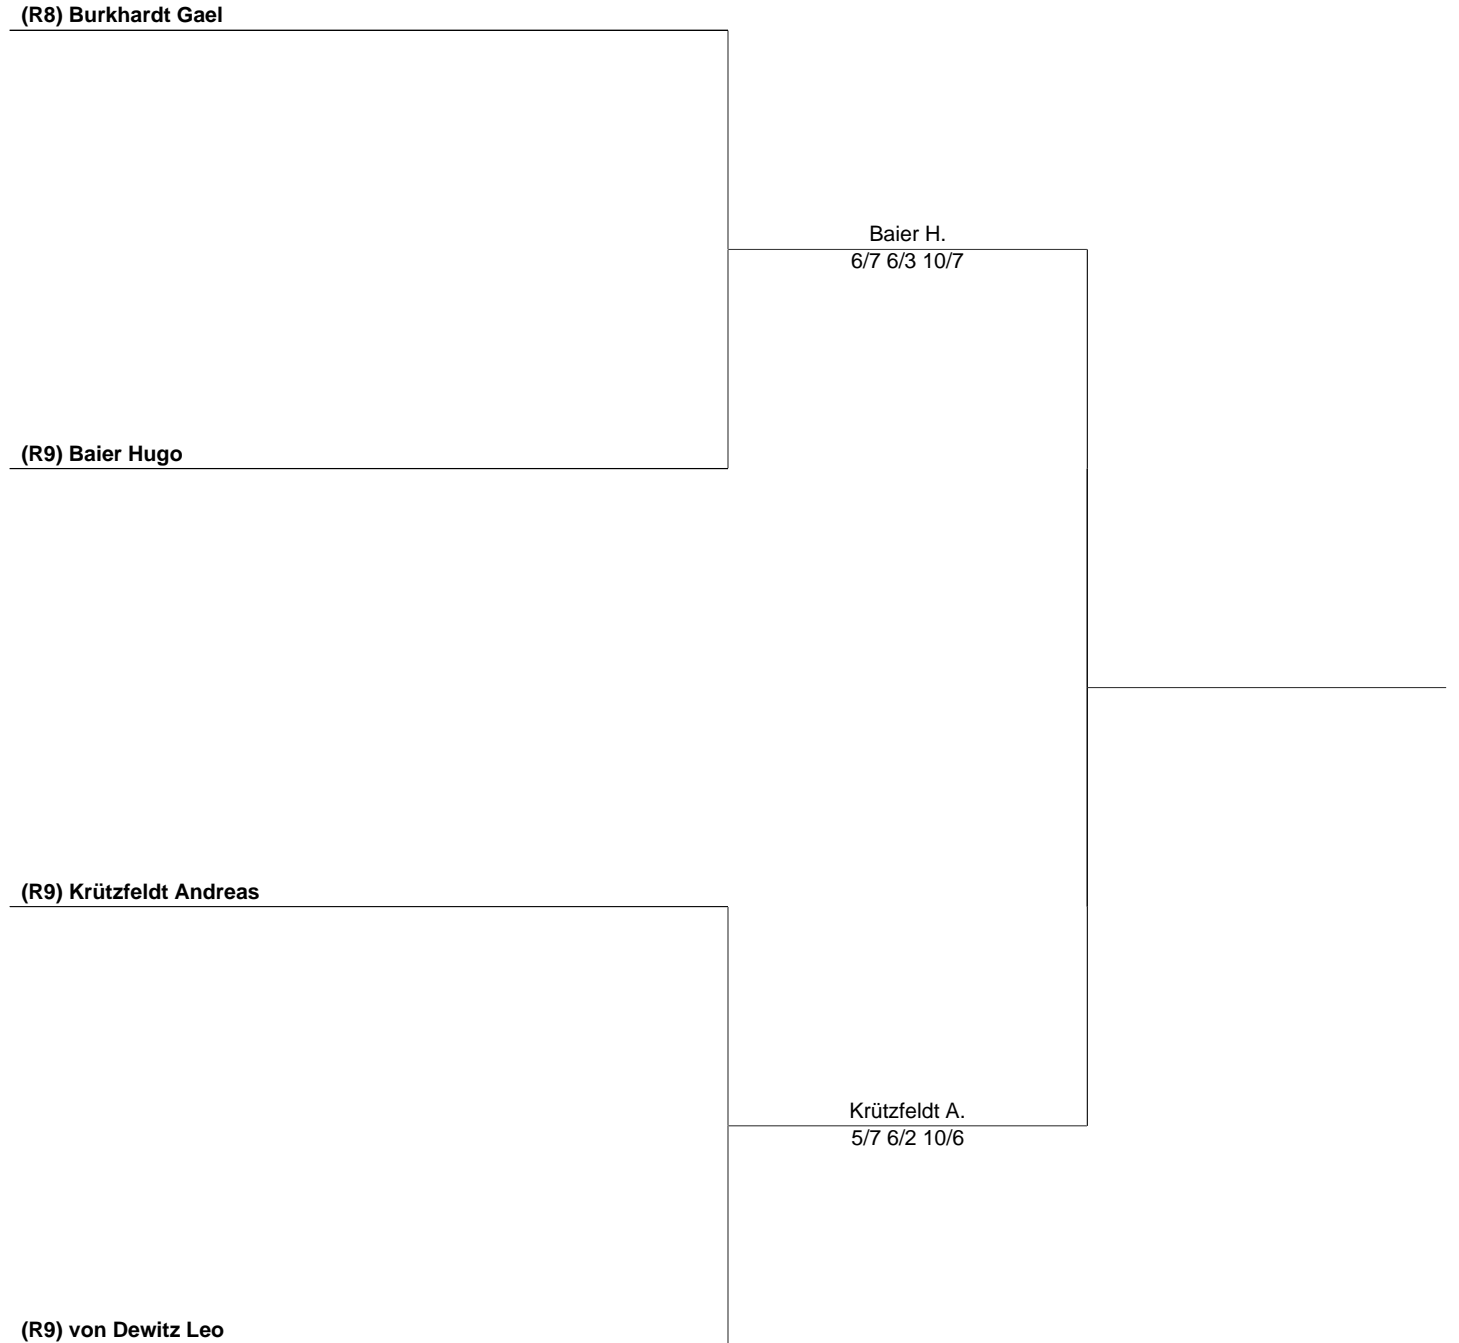 (R8) Burkhardt Gael
Baier H.
6/7 6/3 10/7
(R9) Baier Hugo
(R9) Krützfeldt Andreas
Krützfeldt A.
5/7 6/2 10/6
(R9) von Dewitz Leo